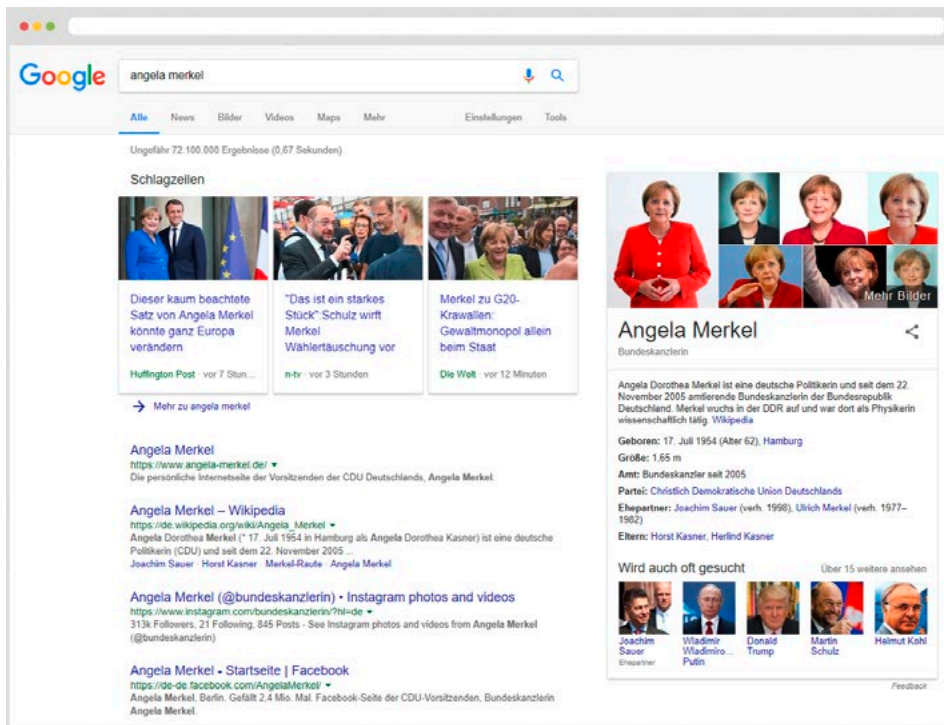 Google
angela merkel
Alle News Bilder Videos Maps Mehr Einstellungen Tools
Ungefähr 72.100.000 Ergebnisse (0,67 Sekunden)
Schlagzeilen
Dieser kaum beachtete
Satz von Angela Merkel
könnte ganz Europa
verändern
Huffington Post · vor 7 Stun...
"Das ist ein starkes
Stück":Schulz wirft
Merkel
Wählertäuschung vor
n-tv · vor 3 Stunden
Merkel zu G20-
Krawallen:
Gewaltmonopol allein
beim Staat
Die Welt · vor 12 Minuten
Mehr zu angela merkel
Angela Merkel
https://www.angela-merkel.de/
Die persönliche Internetseite der Vorsitzenden der CDU Deutschlands, Angela Merkel.
Angela Merkel – Wikipedia
https://de.wikipedia.org/wiki/Angela_Merkel
Angela Dorothea Merkel (* 17. Juli 1954 in Hamburg als Angela Dorothea Kasner) ist eine deutsche
Politikerin (CDU) und seit dem 22. November 2005 ...
Joachim Sauer · Horst Kasner · Merkel-Raute · Angela Merkel
Angela Merkel (@bundeskanzlerin) • Instagram photos and videos
https://www.instagram.com/bundeskanzlerin/?hl=de
313k Followers, 21 Following, 845 Posts - See Instagram photos and videos from Angela Merkel
(@bundeskanzlerin)
Angela Merkel - Startseite | Facebook
https://de-de.facebook.com/AngelaMerkel/
Angela Merkel, Berlin. Gefällt 2,4 Mio. Mal. Facebook-Seite der CDU-Vorsitzenden, Bundeskanzlerin
Angela Merkel.
Mehr Bilder
Angela Merkel
Bundeskanzlerin
Angela Dorothea Merkel ist eine deutsche Politikerin und seit dem 22.
November 2005 amtierende Bundeskanzlerin der Bundesrepublik
Deutschland. Merkel wuchs in der DDR auf und war dort als Physikerin
wissenschaftlich tätig. Wikipedia
Geboren: 17. Juli 1954 (Alter 62), Hamburg
Größe: 1,65 m
Amt: Bundeskanzler seit 2005
Partei: Christlich Demokratische Union Deutschlands
Ehepartner: Joachim Sauer (verh. 1998), Ulrich Merkel (verh. 1977–
1982)
Eltern: Horst Kasner, Herlind Kasner
Wird auch oft gesucht Über 15 weitere ansehen
Joachim
Sauer
Ehepartner
Wladimir
Wladimiro...
Putin
Donald
Trump
Martin
Schulz
Helmut Kohl
Feedback